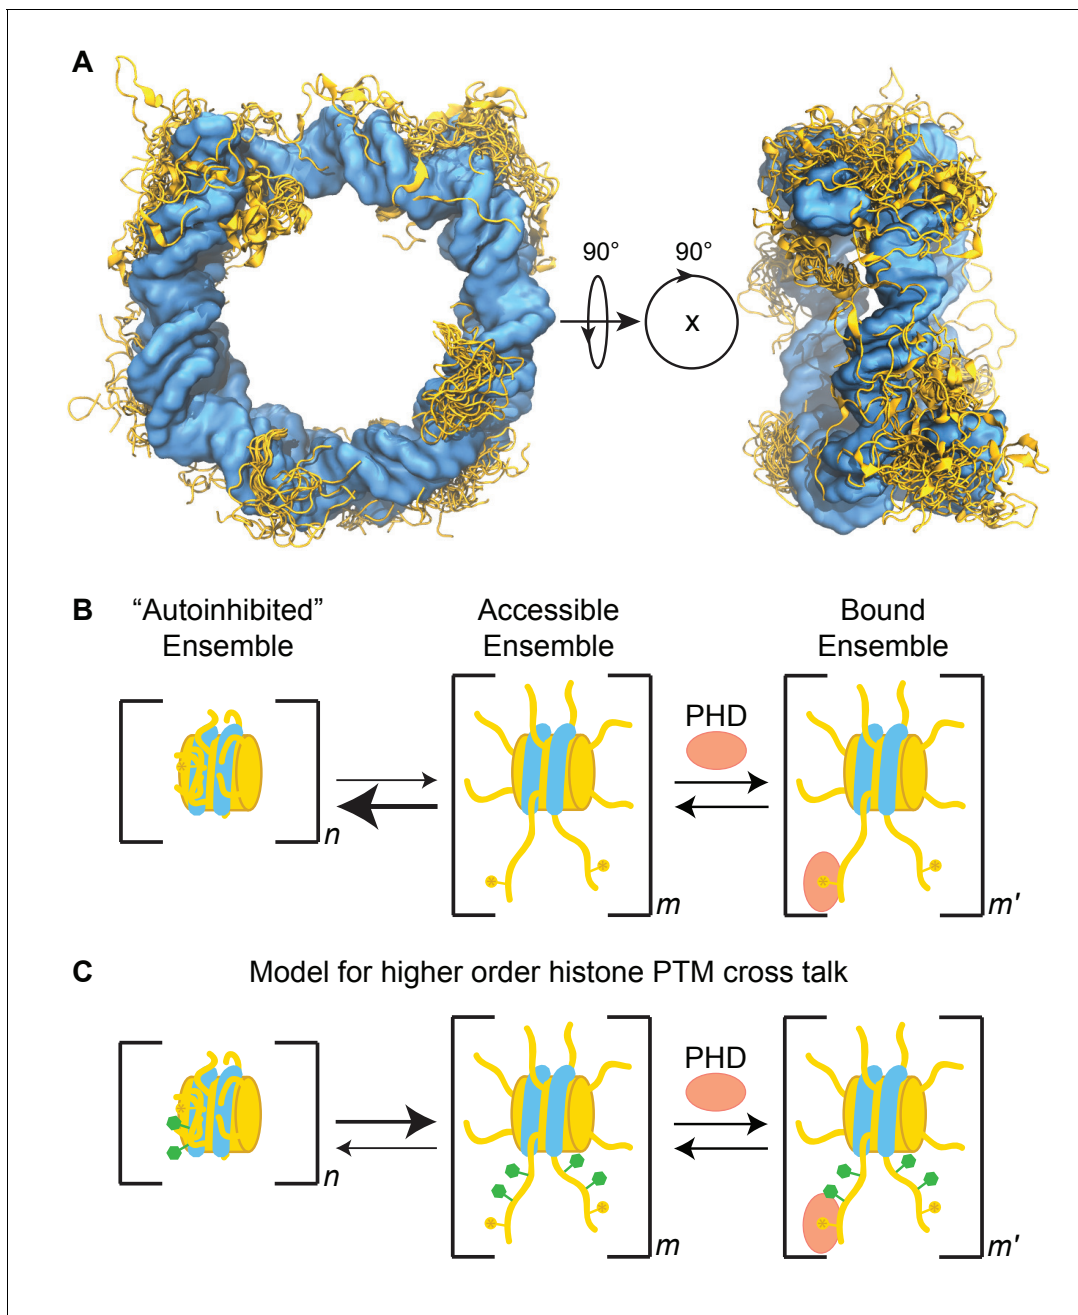 A
90°
90°
x
B
“Autoinhibited”
Ensemble
Accessible
Ensemble
Bound
Ensemble
PHD
n
m
m'
C
Model for higher order histone PTM cross talk
PHD
n
m
m'